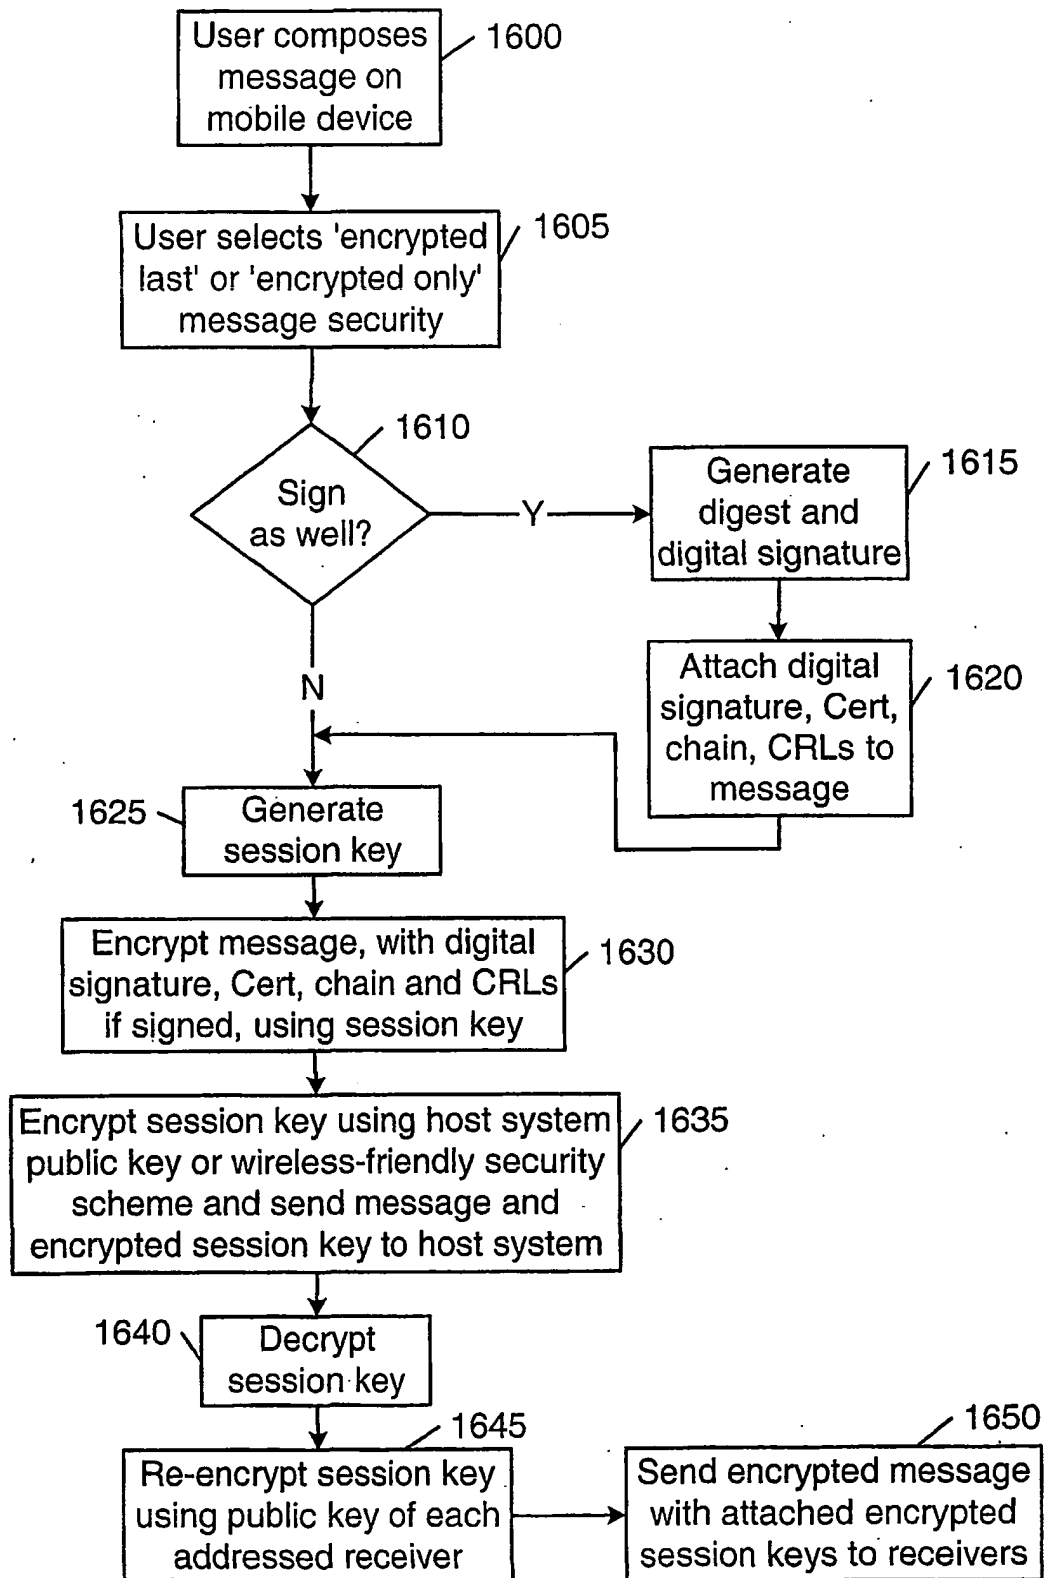 User composes
message on
mobile device
1600
User selects 'encrypted
last' or 'encrypted only'
message security
1605
Sign
as well?
1610
Y
N
Generate
digest and
digital signature
1615
Attach digital
signature, Cert,
chain, CRLs to
message
1620
Generate
session key
1625
Encrypt message, with digital
signature, Cert, chain and CRLs
if signed, using session key
1630
Encrypt session key using host system
public key or wireless-friendly security
scheme and send message and
encrypted session key to host system
1635
Decrypt
session key
1640
Re-encrypt session key
using public key of each
addressed receiver
1645
Send encrypted message
with attached encrypted
session keys to receivers
1650